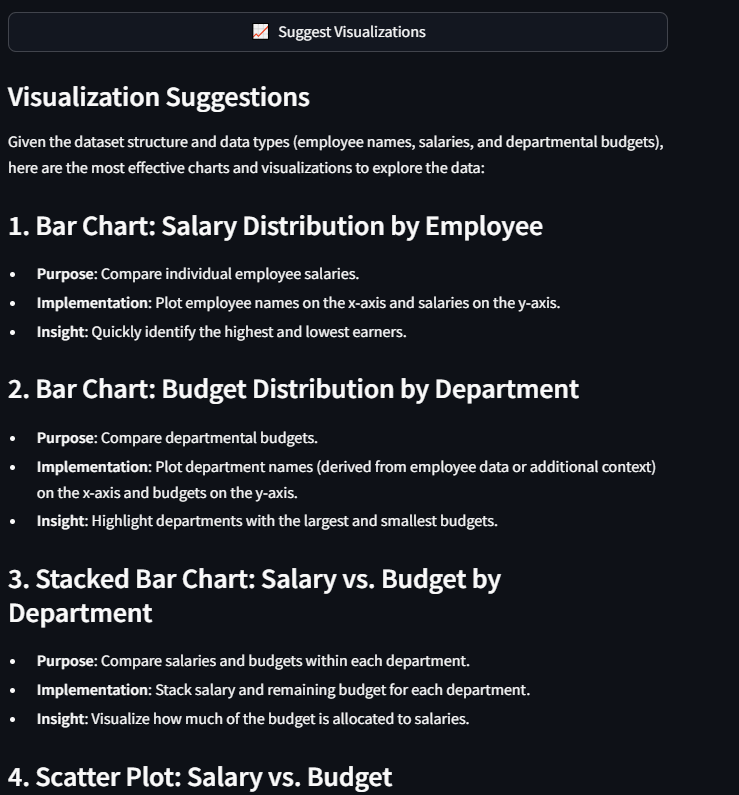 Suggest Visualizations
Visualization Suggestions
Given the dataset structure and data types (employee names, salaries, and departmental budgets),
here are the most effective charts and visualizations to explore the data:
1. Bar Chart: Salary Distribution by Employee
• Purpose: Compare individual employee salaries.
• Implementation: Plot employee names on the x-axis and salaries on the y-axis.
• Insight: Quickly identify the highest and lowest earners.
2. Bar Chart: Budget Distribution by Department
• Purpose: Compare departmental budgets.
• Implementation: Plot department names (derived from employee data or additional context)
on the x-axis and budgets on the y-axis.
• Insight: Highlight departments with the largest and smallest budgets.
3. Stacked Bar Chart: Salary vs. Budget by
Department
• Purpose: Compare salaries and budgets within each department.
• Implementation: Stack salary and remaining budget for each department.
• Insight: Visualize how much of the budget is allocated to salaries.
4. Scatter Plot: Salary vs. Budget